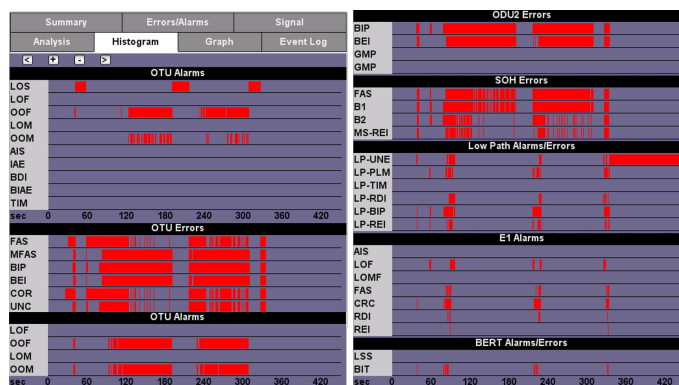 Summary Errors/Alarms Signal
Analysis Histogram Graph Event Log
< + - >
OTU Alarms
LOS
LOF
OOF
LOM
OOM
AIS
IAE
BDI
BIAE
TIM
sec 0 60 120 180 240 300 360 420
OTU Errors
FAS
MFAS
BIP
BEI
COR
UNC
OTU Alarms
LOF
OOF
LOM
OOM
sec 0 60 120 180 240 300 360 420
ODU2 Errors
BIP
BEI
GMP
GMP
SOH Errors
FAS
B1
B2
MS-REI
Low Path Alarms/Errors
LP-UNE
LP-PLM
LP-TIM
LP-RDI
LP-BIP
LP-REI
E1 Alarms
AIS
LOF
LOMF
FAS
CRC
RDI
REI
BERT Alarms/Errors
LSS
BIT
sec 0 60 120 180 240 300 360 420